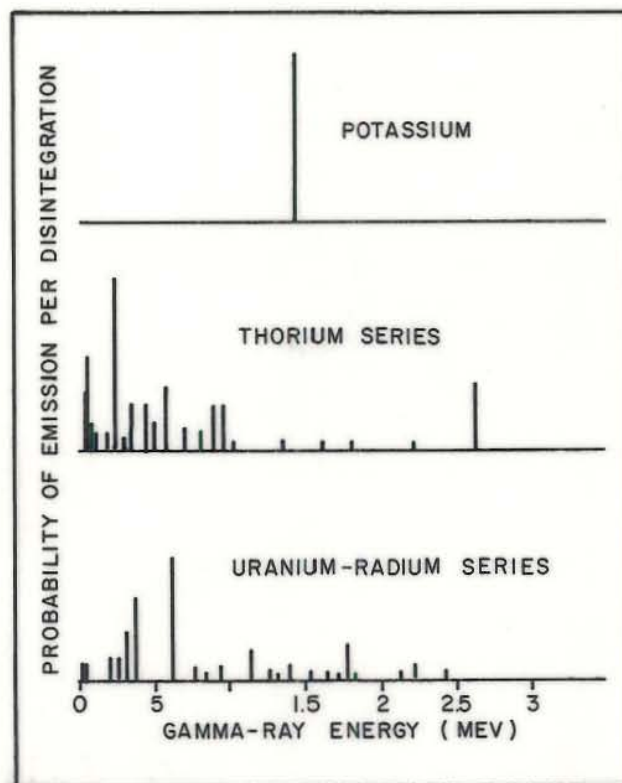 PROBABILITY OF EMISSION PER DISINTEGRATION
POTASSIUM
THORIUM SERIES
URANIUM-RADIUM SERIES
0 5 1.5 2 2.5 3
GAMMA-RAY ENERGY (MEV)